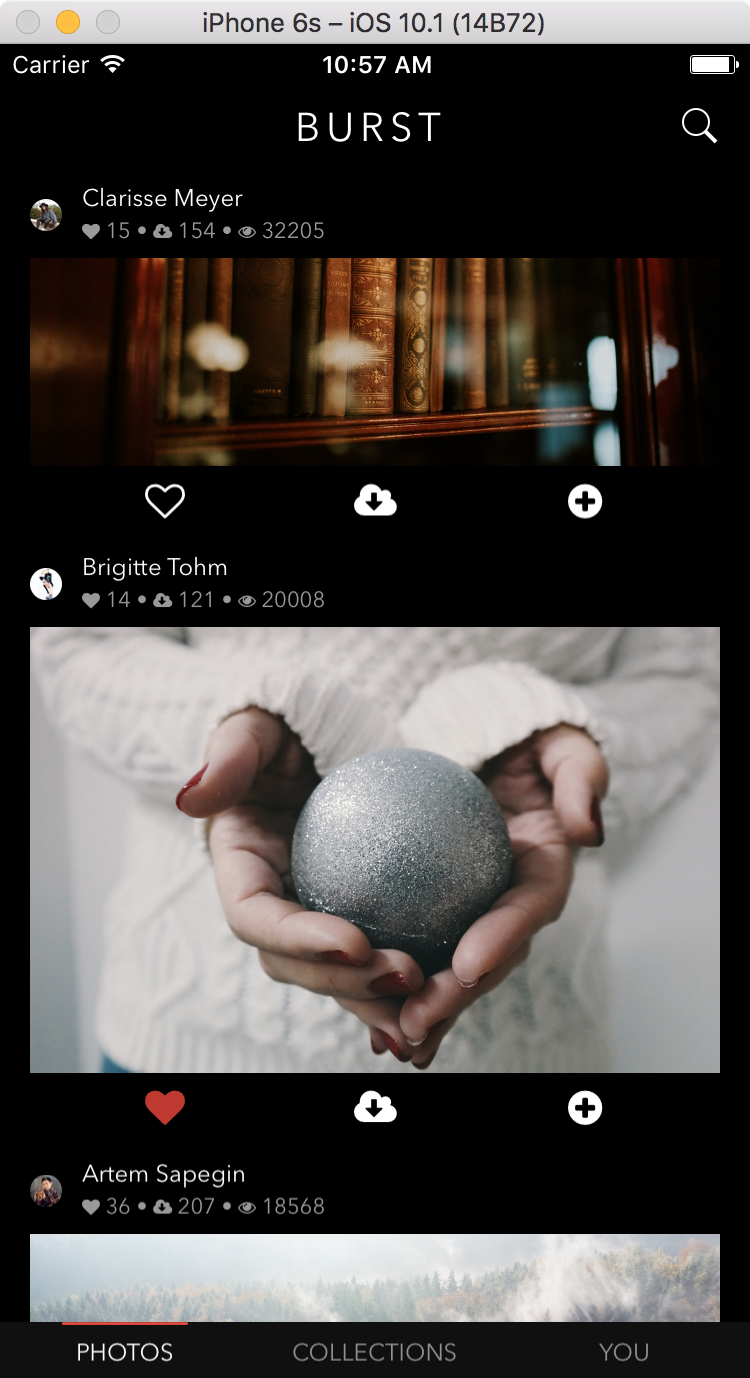 iPhone 6s – iOS 10.1 (14B72)
Carrier 10:57 AM
BURST
Clarisse Meyer
15 • 154 • 32205
Brigitte Tohm
14 • 121 • 20008
Artem Sapegin
36 • 207 • 18568
PHOTOS COLLECTIONS YOU